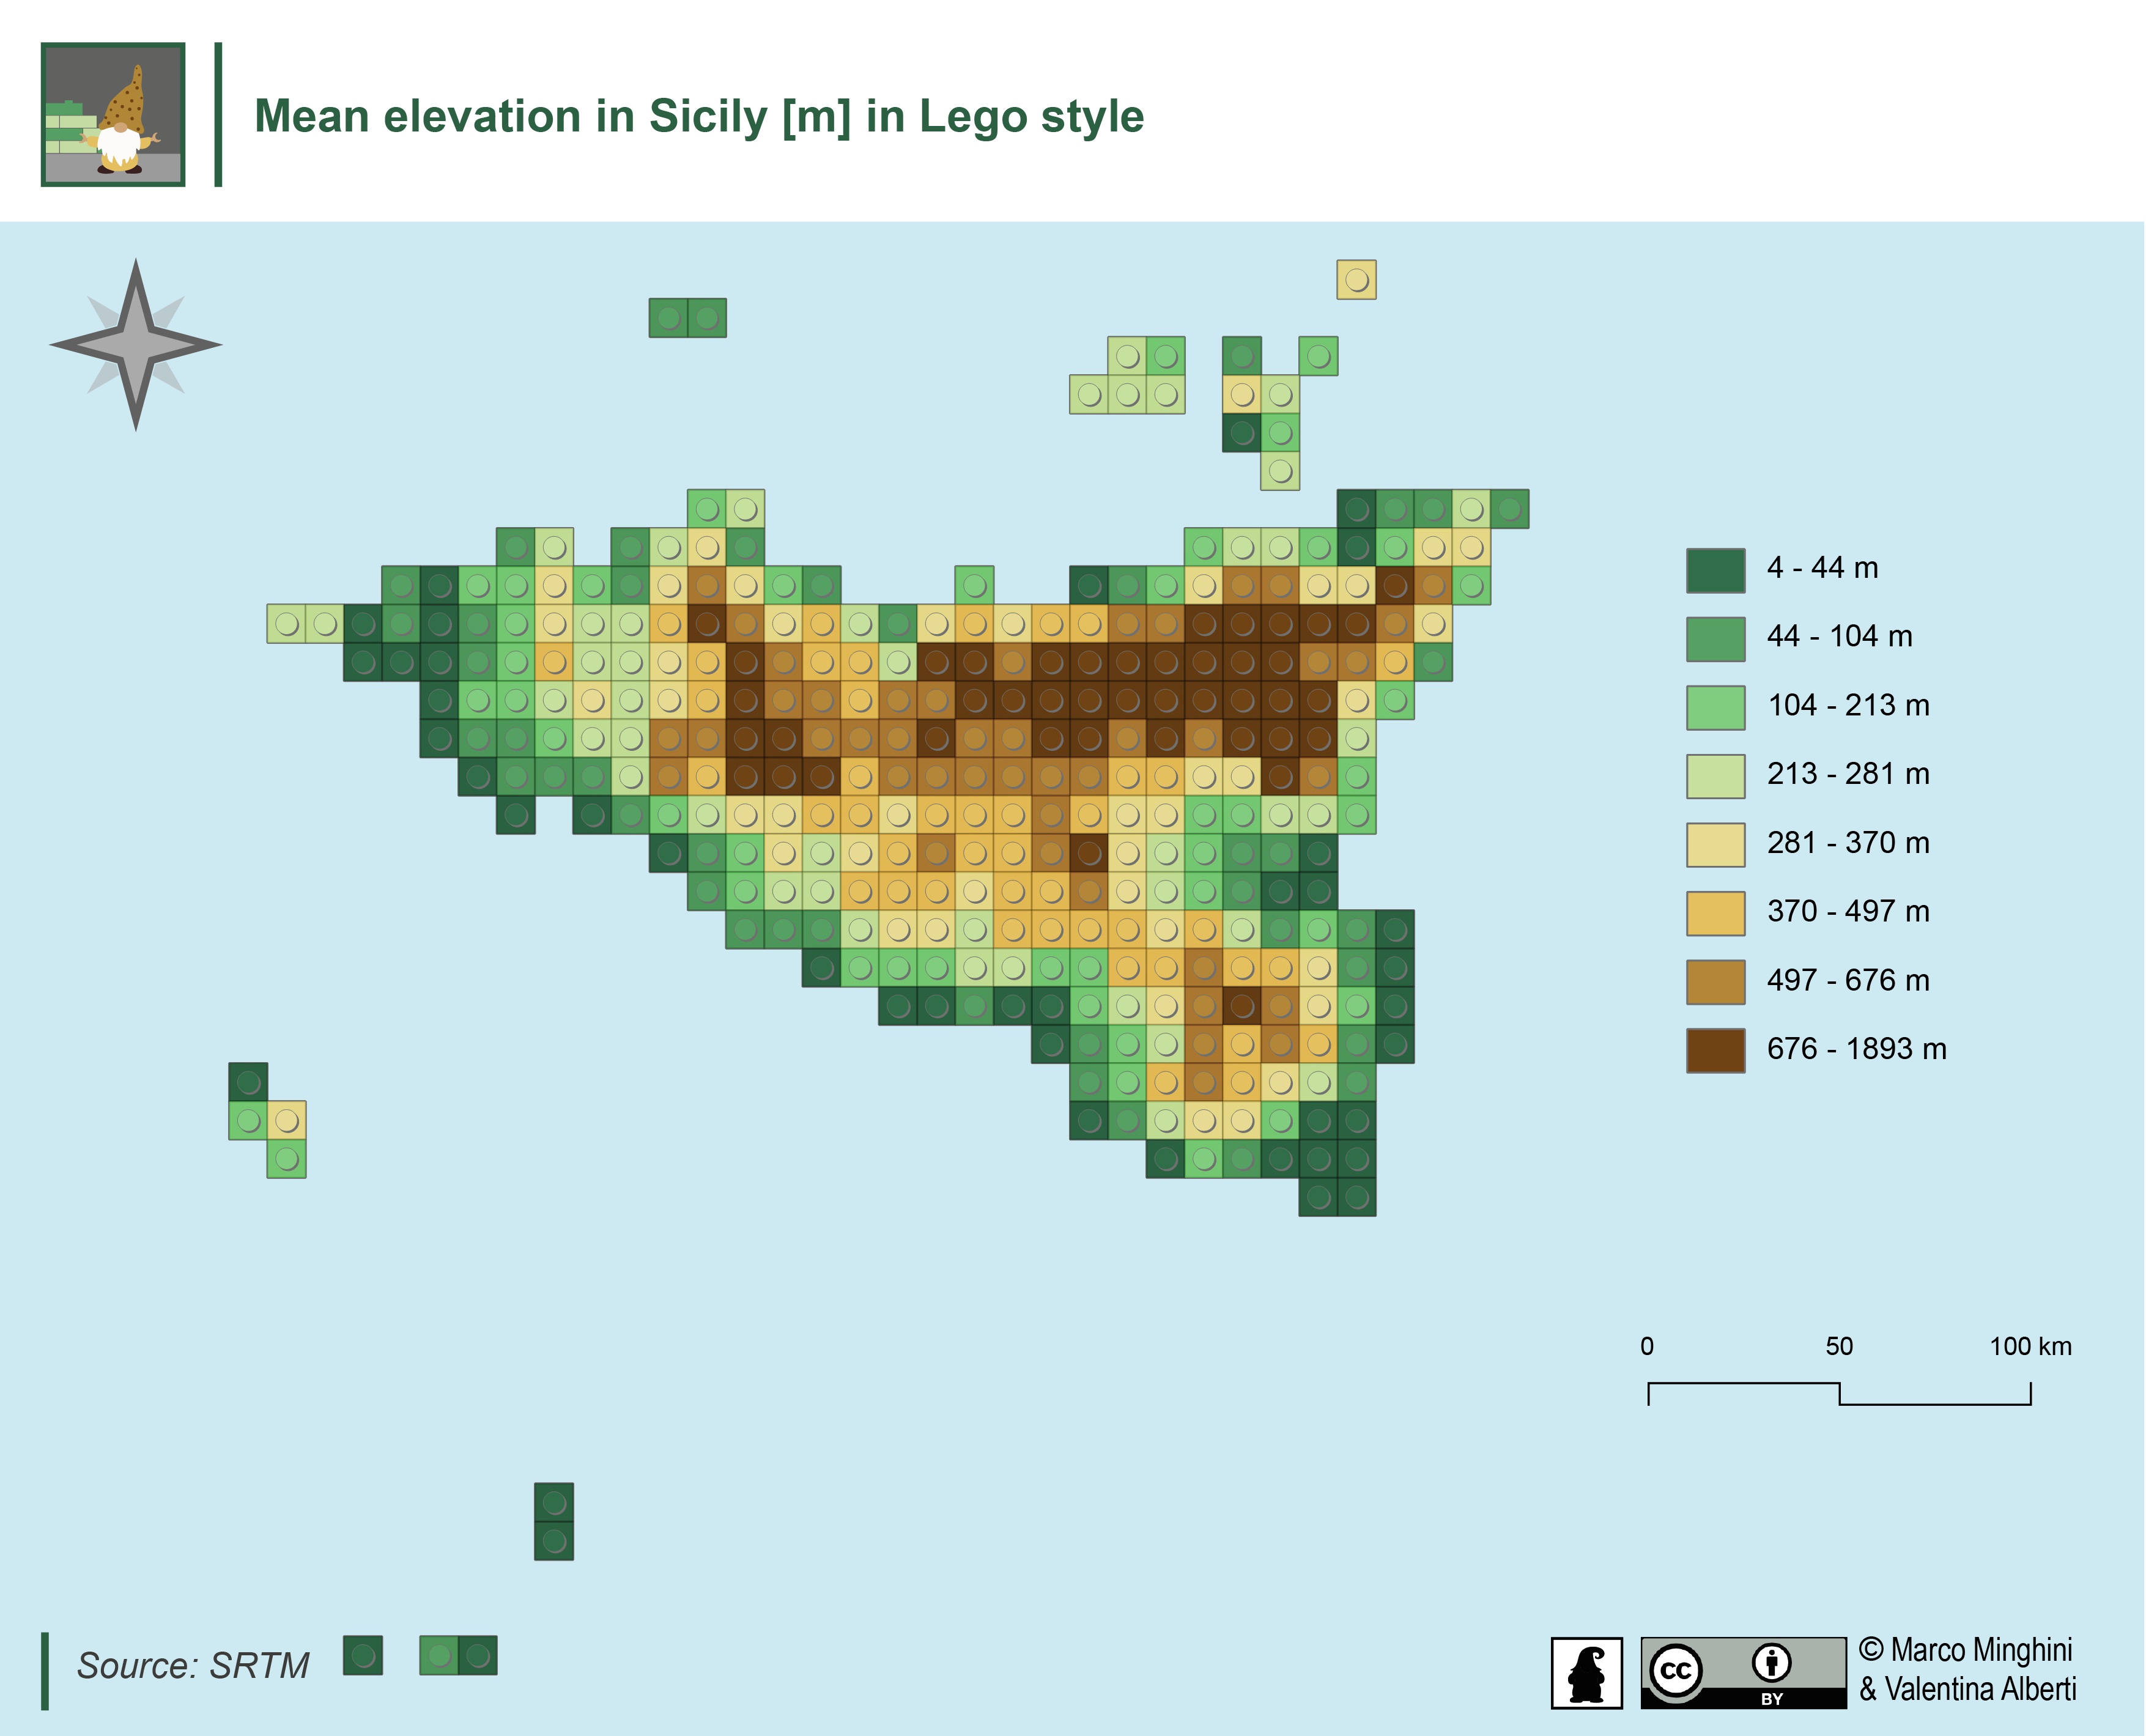 Mean elevation in Sicily [m] in Lego style
4 - 44 m
44 - 104 m
104 - 213 m
213 - 281 m
281 - 370 m
370 - 497 m
497 - 676 m
676 - 1893 m
0 50 100 km
Source: SRTM
cc BY
© Marco Minghini
& Valentina Alberti